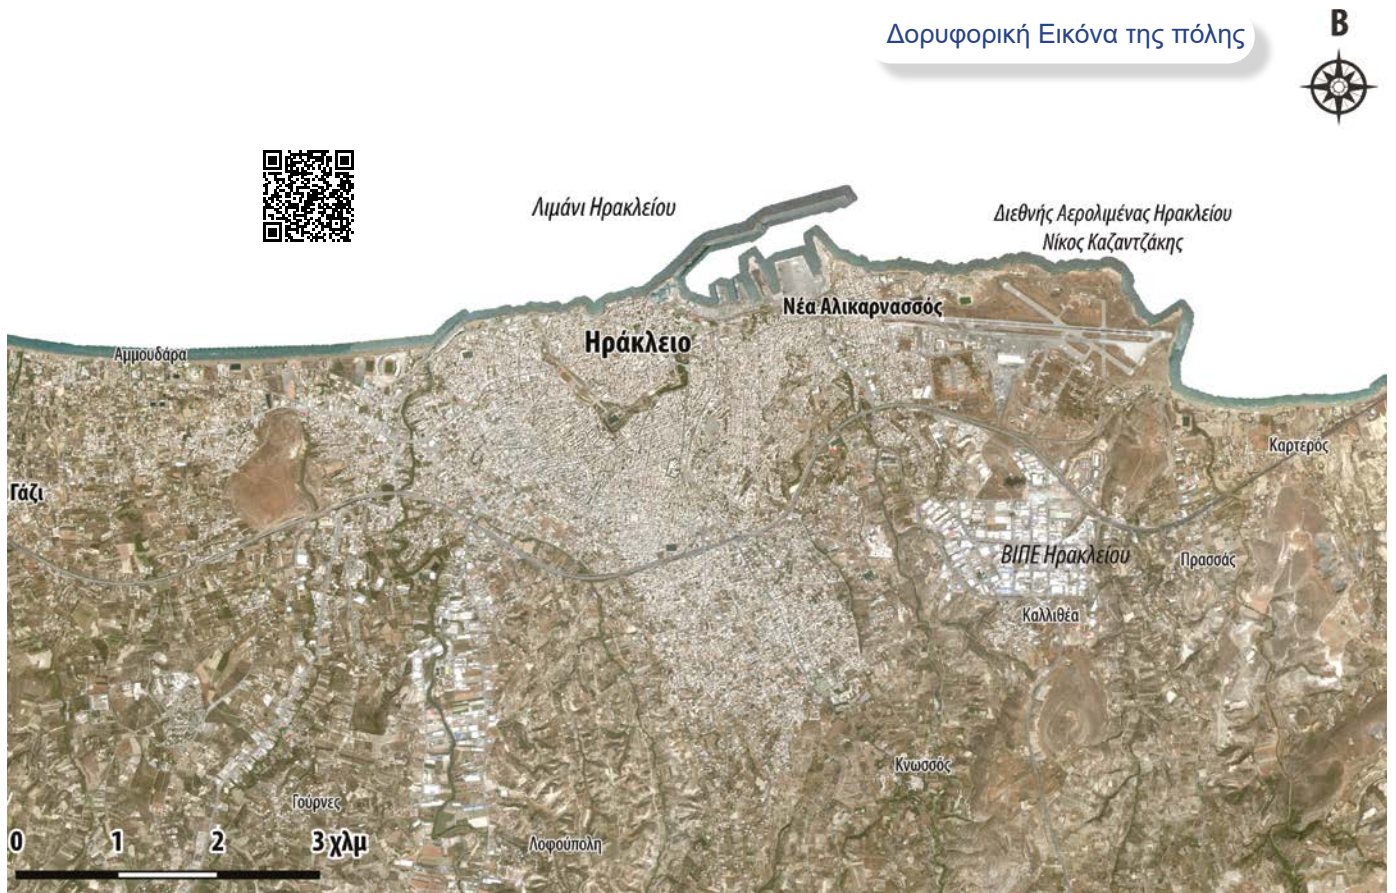 Δορυφορική Εικόνα της πόλης
Β
Λιμάνι Ηρακλείου
Διεθνής Αερολιμένας Ηρακλείου
Νίκος Καζαντζάκης
Νέα Αλικαρνασσός
Ηράκλειο
Αμμουδάρα
Καρτερός
Γάζι
ΒΙΠΕ Ηρακλείου
Πρασσάς
Καλλιθέα
Κνωσσός
Γούρνες
Λοφούπολη
0 1 2 3 χλμ